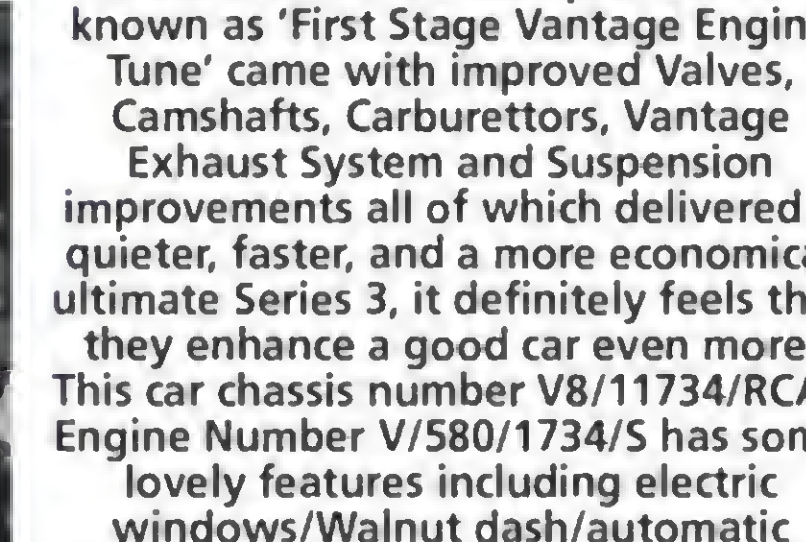 known as ‘First Stage Vantage Engin
Tune’ came with improved Valves,
Camshafts, Carburettors, Vantage
Exhaust System and Suspension
improvements all of which delivered
quieter, faster, and a more economica
ultimate Series 3, it definitely feels th
they enhance a good car even more
This car chassis number V8/11734/RCA
Engine Number V/580/1734/S has som
lovely features including electric
windows/Walnut dash/automatic